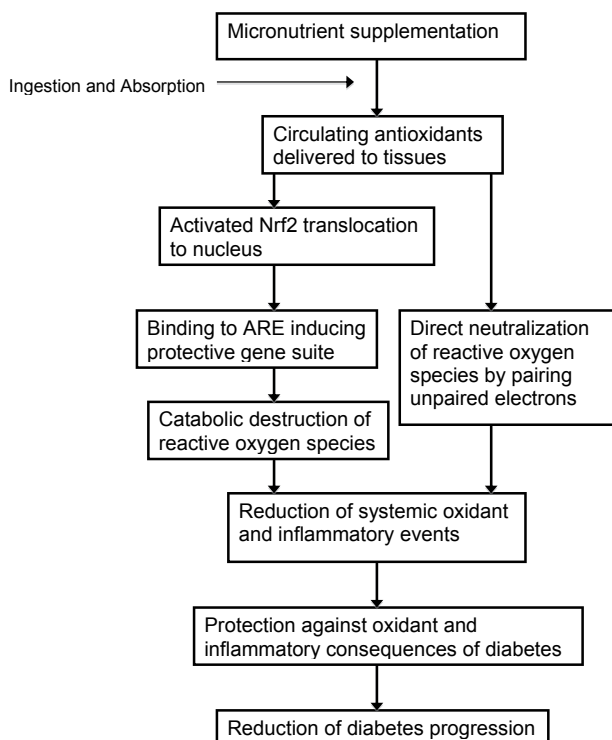 Micronutrient supplementation
Ingestion and Absorption
Circulating antioxidants
delivered to tissues
Activated Nrf2 translocation
to nucleus
Binding to ARE inducing
protective gene suite
Direct neutralization
of reactive oxygen
species by pairing
unpaired electrons
Catabolic destruction of
reactive oxygen species
Reduction of systemic oxidant
and inflammatory events
Protection against oxidant and
inflammatory consequences of diabetes
Reduction of diabetes progression